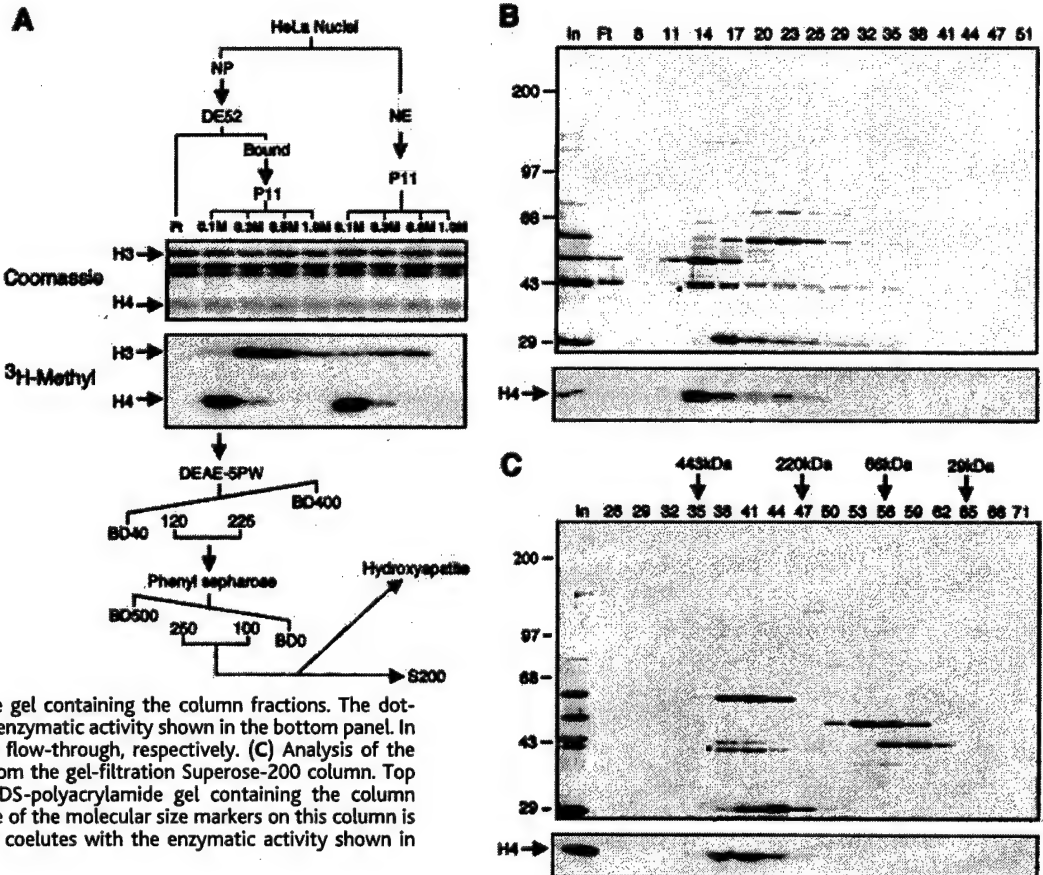 A
HeLa Nuclei
NP
NE
DE52
Bound
P11
P11
Ft 0.1M 0.3M 0.5M 1.0M 0.1M 0.3M 0.5M 1.0M
Coomassie
H3
H4
3H-Methyl
H3
H4
DEAE-5PW
BD40
120
225
BD400
Phenyl sepharose
BD500
250
100
BD0
Hydroxyapatite
S200
e gel containing the column fractions. The dot-
enzymatic activity shown in the bottom panel. In
flow-through, respectively. (C) Analysis of the
om the gel-filtration Superose-200 column. Top
DS-polyacrylamide gel containing the column
e of the molecular size markers on this column is
coelutes with the enzymatic activity shown in
B
In Ft 8 11 14 17 20 23 26 29 32 35 38 41 44 47 51
200
97
68
43
29
H4
C
443kDa 220kDa 66kDa 29kDa
In 26 29 32 35 38 41 44 47 50 53 56 59 62 65 68 71
200
97
68
43
29
H4